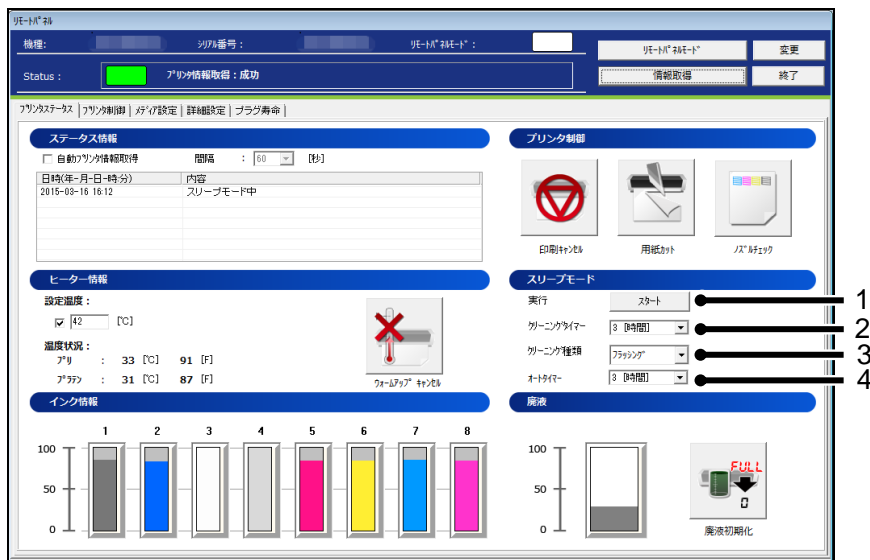 ﾘﾓｰﾄﾊﾟﾈﾙ
機種:
ｼﾘｱﾙ番号：
ﾘﾓｰﾄﾊﾟﾈﾙﾓｰﾄﾞ：
ﾘﾓｰﾄﾊﾟﾈﾙﾓｰﾄﾞ
変更
Status：
ﾌﾟﾘﾝﾀ情報取得：成功
情報取得
終了
ﾌﾟﾘﾝﾀｽﾃｰﾀｽ
ﾌﾟﾘﾝﾀ制御
ﾒﾃﾞｨｱ設定
詳細設定
プラグ寿命
ステータス情報
自動ﾌﾟﾘﾝﾀ情報取得 間隔 ： 60 [秒]
日時(年-月-日-時:分) 内容
2015-03-16 16:12 スリープモード中
プリンタ制御
印刷ｷｬﾝｾﾙ
用紙ｶｯﾄ
ﾉｽﾞﾙﾁｪｯｸ
ヒーター情報
設定温度：
42 [℃]
温度状況：
ﾌﾟﾘ ： 33 [℃] 91 [F]
ﾌﾟﾗﾃﾝ ： 31 [℃] 87 [F]
ｳｫｰﾑｱｯﾌﾟ ｷｬﾝｾﾙ
スリープモード
実行 ｽﾀｰﾄ 1
ｸﾘｰﾆﾝｸﾞﾀｲﾏｰ 3 [時間] 2
ｸﾘｰﾆﾝｸﾞ種類 ﾌﾗｯｼﾝｸﾞ 3
ｵｰﾄﾀｲﾏｰ 3 [時間] 4
インク情報
1 2 3 4 5 6 7 8
100
50
0
廃液
100
50
0
FULL
0
廃液初期化